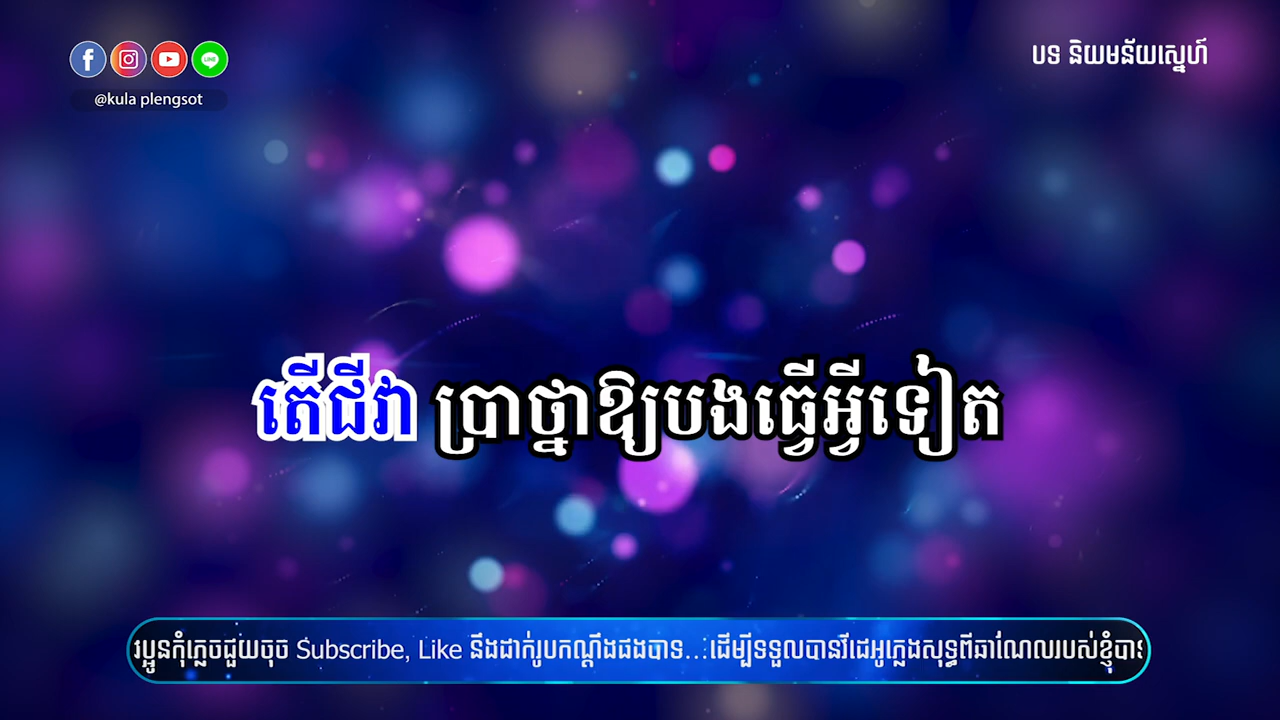 បទ និយមន័យស្នេហ៍
@kula plengsot
តើជីវា ប្រាថ្នាឱ្យបងធ្វើអ្វីទៀត
ប្អូនកុំភ្លេចជួយចុច Subscribe, Like នឹងដាក់រូបកណ្ដឹងផងបាទ...ដើម្បីទទួលបានវីដេអូភ្លេងសុទ្ធពីឆាណែលរបស់ខ្ញុំ